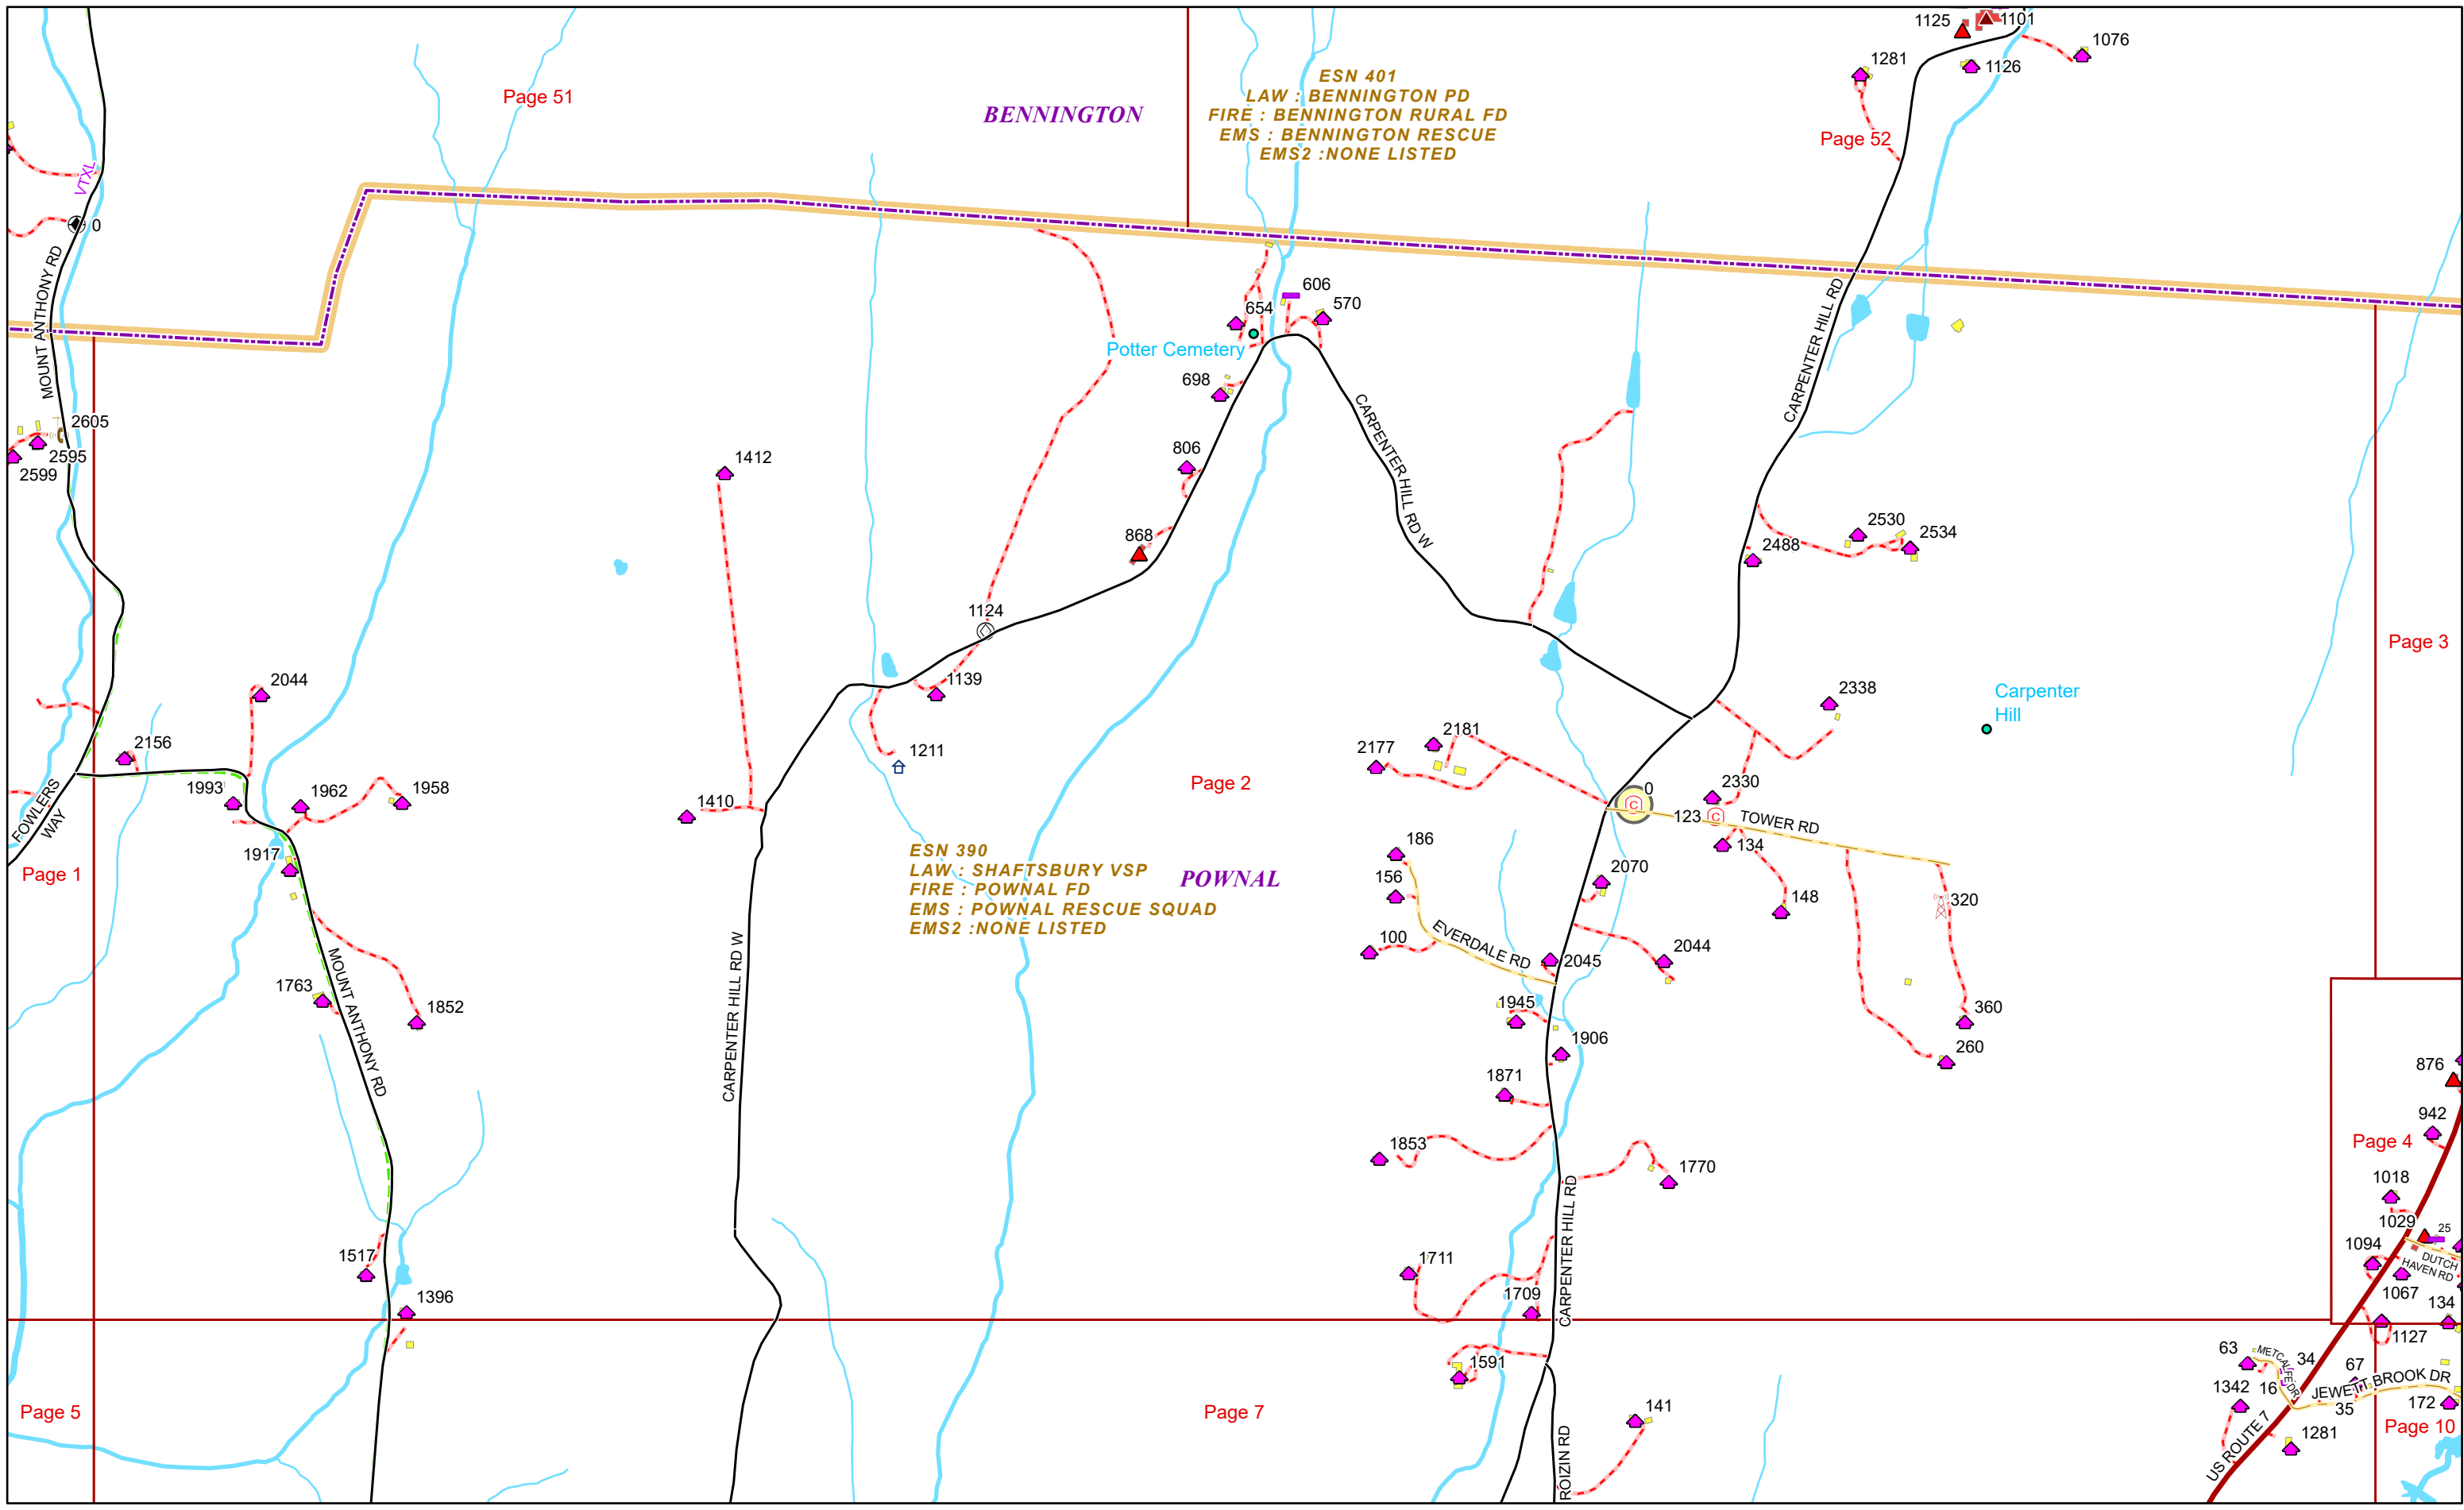 1125
1101
1076
1126
1281
Page 51
BENNINGTON
ESN 401
LAW : BENNINGTON PD
FIRE : BENNINGTON RURAL FD
EMS : BENNINGTON RESCUE
EMS2 :NONE LISTED
Page 52
VTXL
0
MOUNT ANTHONY RD
606
570
654
Potter Cemetery
CARPENTER HILL RD
698
2605
2595
2599
1412
806
CARPENTER HILL RD W
868
2530
2534
2488
1124
Page 3
1139
2044
2338
Carpenter
Hill
2156
2181
2177
1211
Page 2
1993
1962
1958
1410
0
2330
123
TOWER RD
FOWLERS
WAY
186
134
1917
Page 1
ESN 390
LAW : SHAFTSBURY VSP
FIRE : POWNAL FD
EMS : POWNAL RESCUE SQUAD
EMS2 :NONE LISTED
POWNAL
156
2070
148
320
100
EVERDALE RD
2045
2044
CARPENTER HILL RD W
MOUNT ANTHONY RD
1763
1852
1945
360
1906
260
1871
876
942
1853
Page 4
1770
1018
CARPENTER HILL RD
1029
25
1517
1711
1094
DUTCH
HAVEN RD
1067
1396
1709
134
1127
1591
63
METCALFE DR
34
67
JEWETT BROOK DR
1342
16
35
172
Page 5
Page 7
141
Page 10
1281
US ROUTE 7
ROIZIN RD